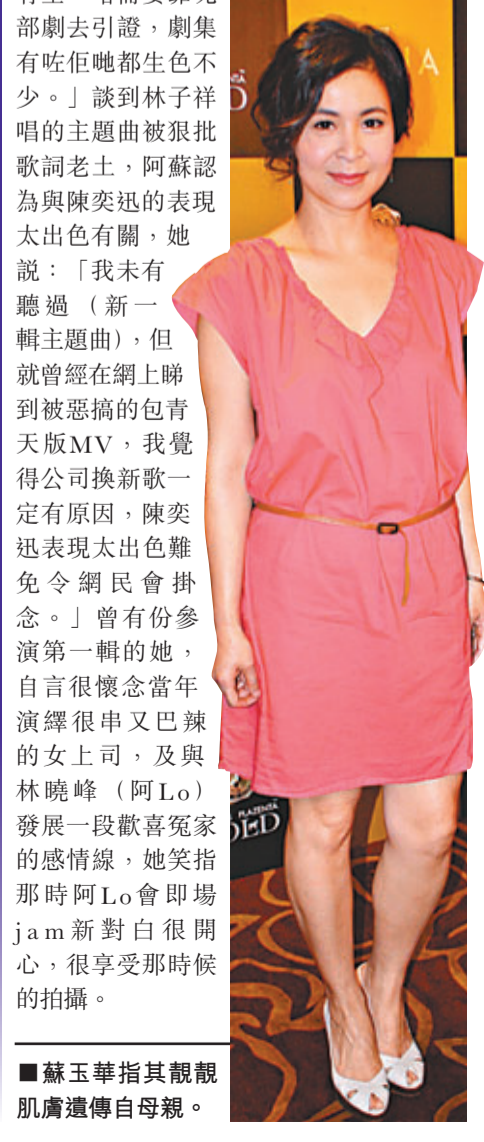 部劇去引證，劇集
有咗佢哋都生色不
少。」談到林子祥
唱的主題曲被狠批
歌詞老土，阿蘇認
為與陳奕迅的表現
太出色有關，她
説：「我未有
聽過（新一
輯主題曲），但
就曾經在網上睇
到被惡搞的包青
天版MV，我覺
得公司換新歌一
定有原因，陳奕
迅表現太出色難
免令網民會掛
念。」曾有份參
演第一輯的她，
自言很懷念當年
演繹很串又巴辣
的女上司，及與
林曉峰（阿Lo）
發展一段歡喜冤家
的感情線，她笑指
那時阿Lo會即場
jam新對白很開
心，很享受那時候
的拍攝。
■蘇玉華指其靚靚
肌膚遺傳自母親。
PLAZENTA